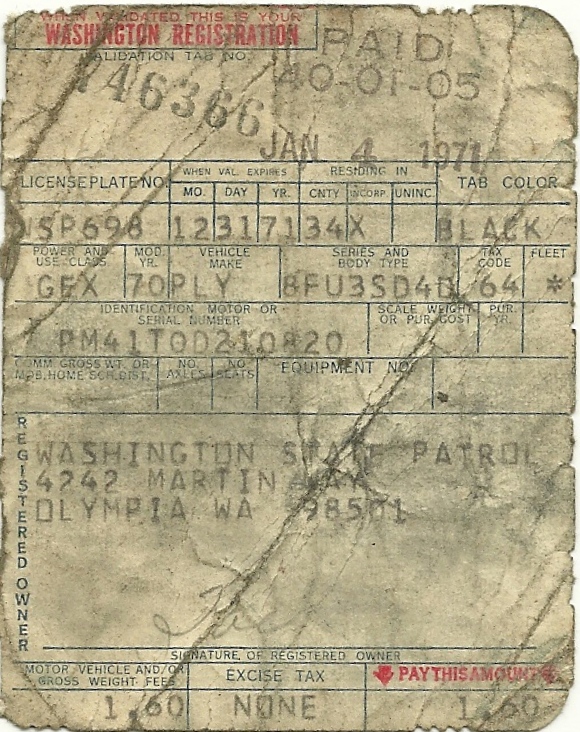 WHEN VALIDATED THIS IS YOUR
WASHINGTON REGISTRATION
VALIDATION TAB NO.
146366
PAID
40-01-05
JAN 4 1971
LICENSE PLATE NO. WHEN VAL. EXPIRES RESIDING IN TAB COLOR
MO. DAY YR. CNTY INCORP. UNINC.
WSP698 12 31 71 34 X BLACK
POWER AND USE CLASS. MOD. YR. VEHICLE MAKE SERIES AND BODY TYPE TAX CODE FLEET
GEX 70 PLY 8FU3SD4D 64 *
IDENTIFICATION MOTOR OR SERIAL NUMBER SCALE WEIGHT OR PUR. COST PUR. YR.
PM41T0D210820
COMM GROSS WT. OR MOB. HOME SCH. DIST. NO. AXLES NO. SEATS EQUIPMENT NO.
REGISTERED OWNER
WASHINGTON STATE PATROL
4242 MARTIN WAY
OLYMPIA WA 98501
SIGNATURE OF REGISTERED OWNER
MOTOR VEHICLE AND/OR GROSS WEIGHT FEES EXCISE TAX PAY THIS AMOUNT
1.60 NONE 1.60